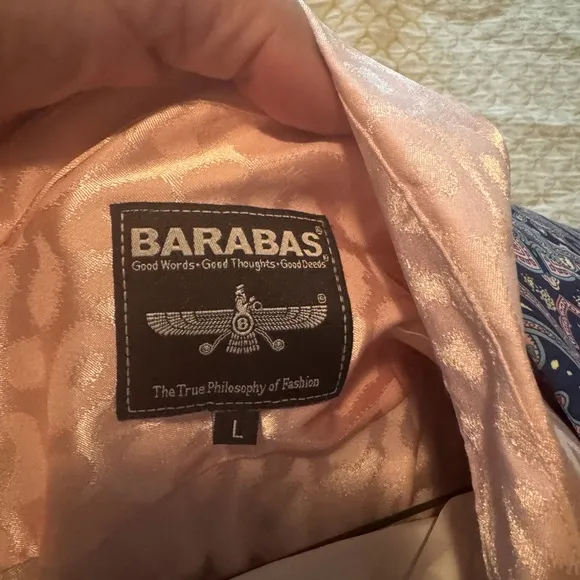 BARABAS®
Good Words•Good Thoughts•Good Deeds®
®
B
The True Philosophy of Fashion
L